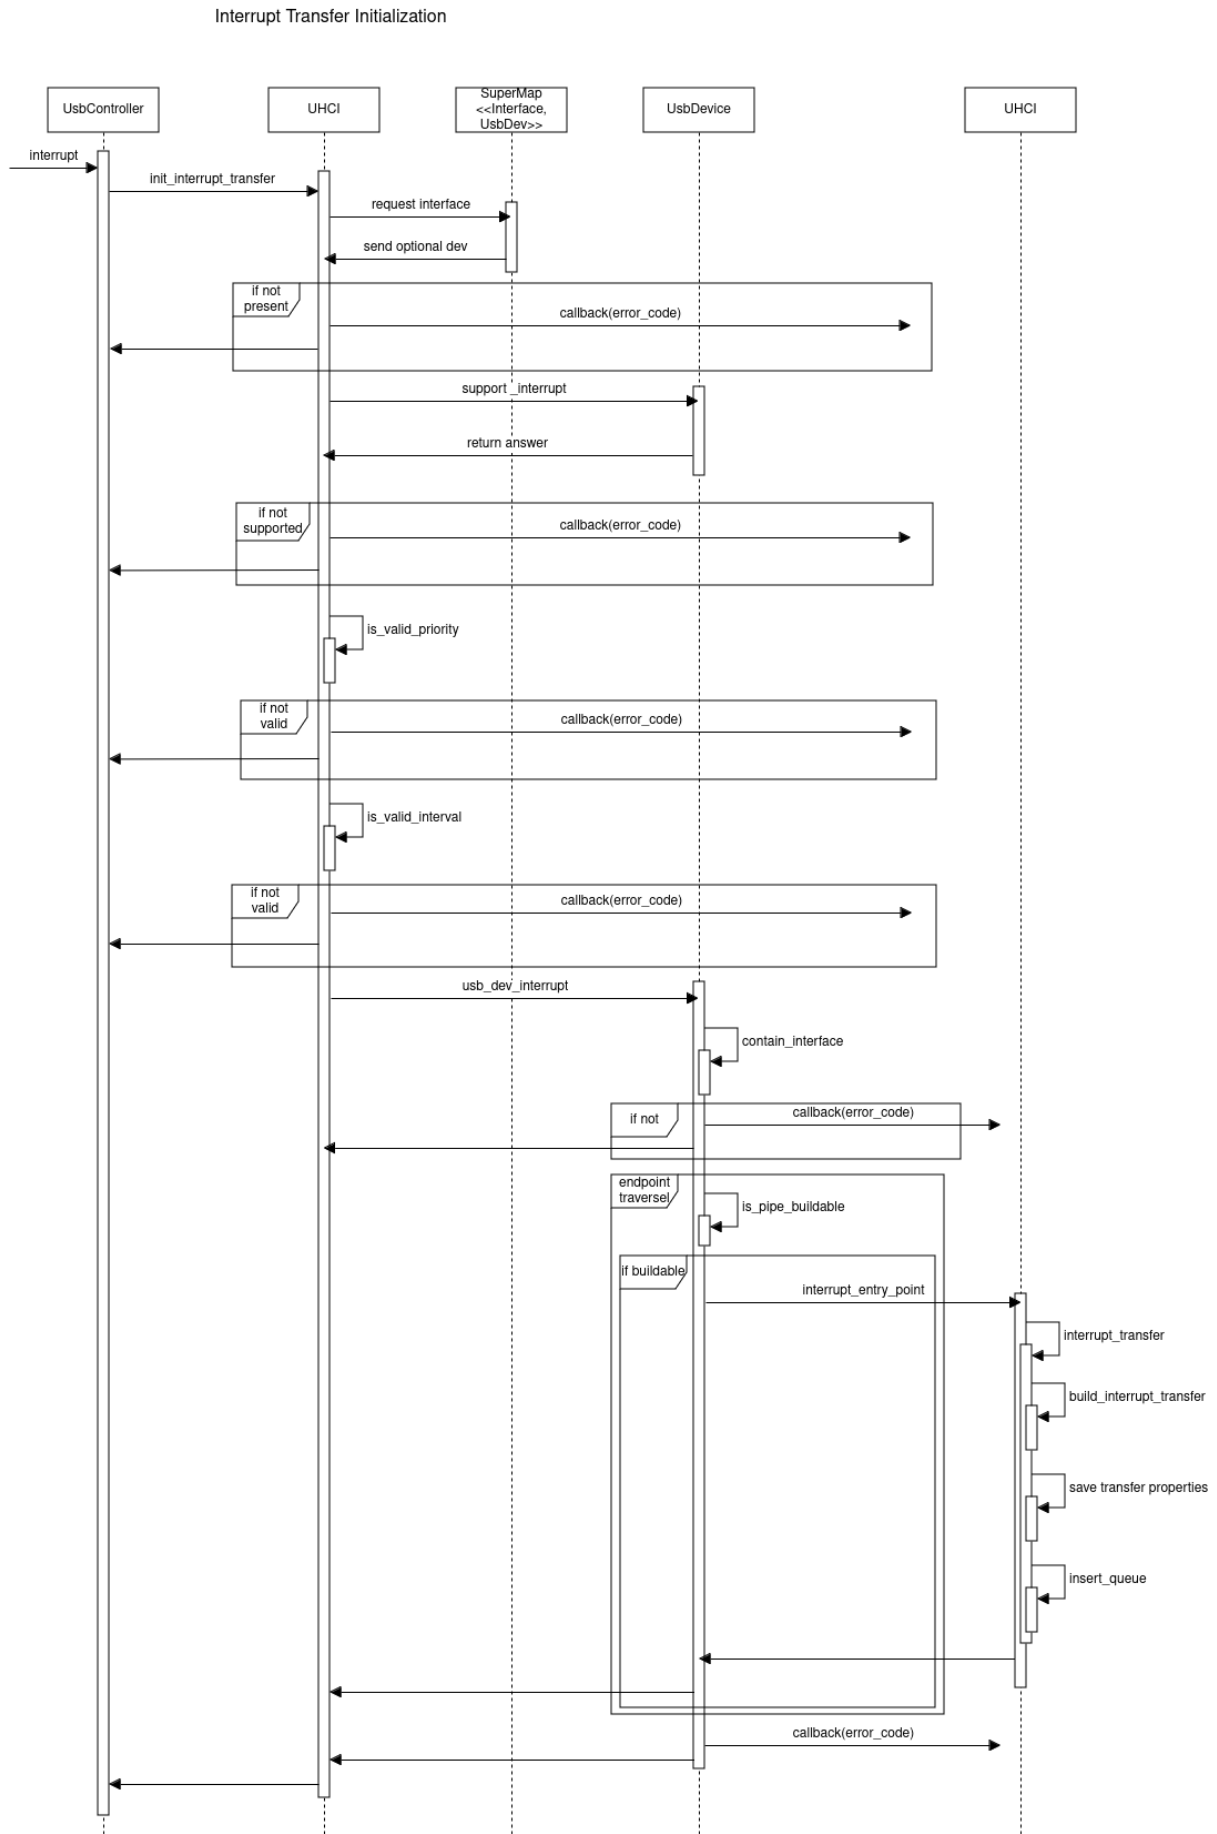 Interrupt Transfer Initialization
UsbController
UHCI
SuperMap
<<Interface,
UsbDev>>
UsbDevice
UHCI
interrupt
init_interrupt_transfer
request interface
send optional dev
if not
present
callback(error_code)
support _interrupt
return answer
if not
supported
callback(error_code)
is_valid_priority
if not
valid
callback(error_code)
is_valid_interval
if not
valid
callback(error_code)
usb_dev_interrupt
contain_interface
if not
callback(error_code)
endpoint
traversel
is_pipe_buildable
if buildable
interrupt_entry_point
interrupt_transfer
build_interrupt_transfer
save transfer properties
insert_queue
callback(error_code)